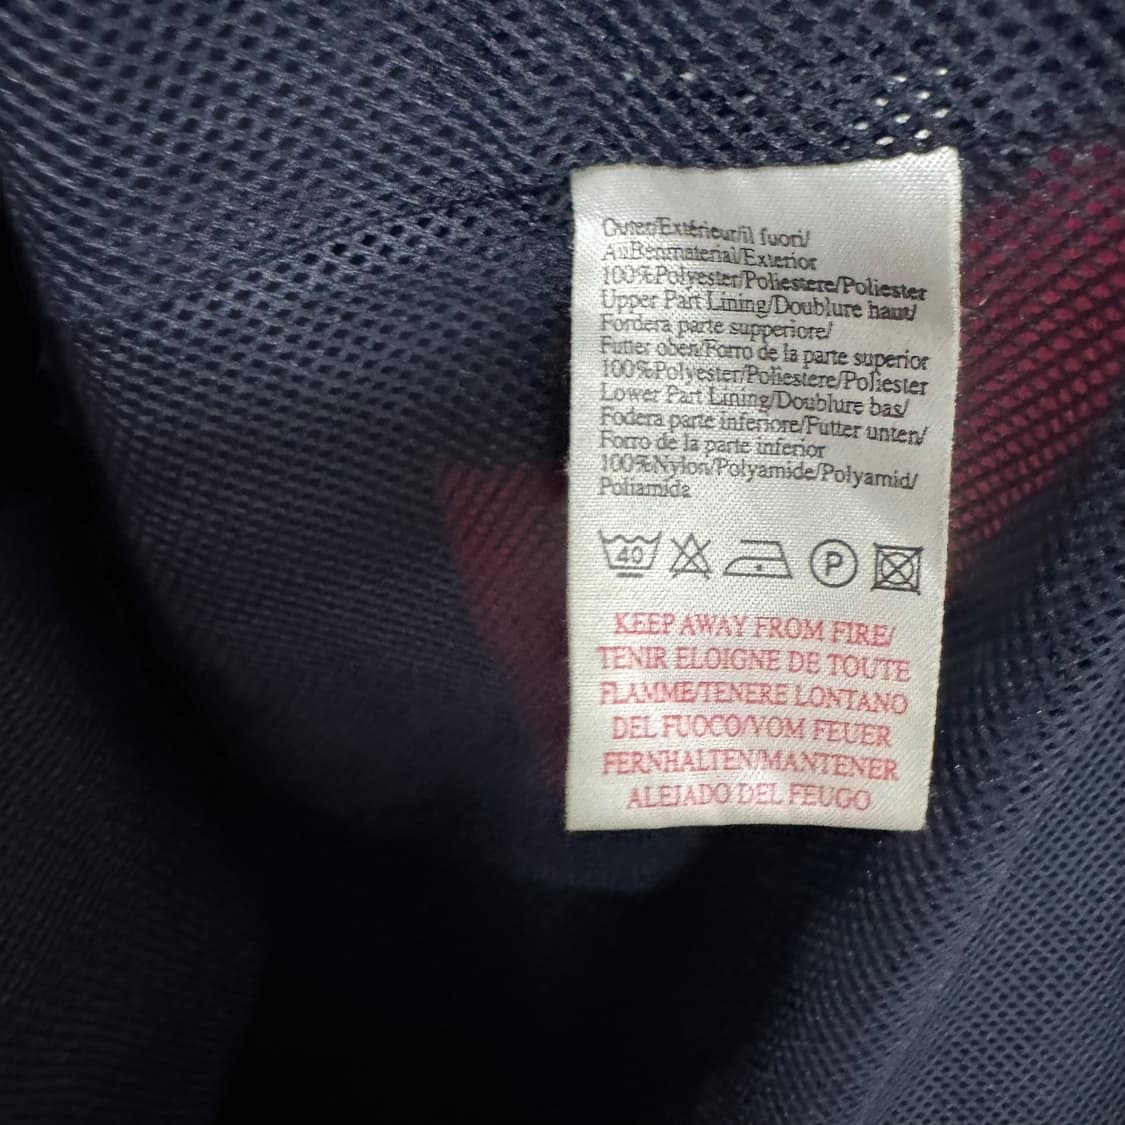 Outer/Extérieur/il fuori/
Außenmaterial/Exterior
100%Polyester/Poliestere/Poliester
Upper Part Lining/Doublure haut/
Fordera parte supperiore/
Futter oben/Forro de la parte superior
100%Polyester/Poliestere/Poliester
Lower Part Lining/Doublure bas/
Fodera parte inferiore/Futter unten/
Forro de la parte inferior
100%Nylon/Polyamide/Polyamid/
Poliamida
40 P
KEEP AWAY FROM FIRE/
TENIR ELOIGNE DE TOUTE
FLAMME/TENERE LONTANO
DEL FUOCO/VOM FEUER
FERNHALTEN/MANTENER
ALEJADO DEL FEUGO